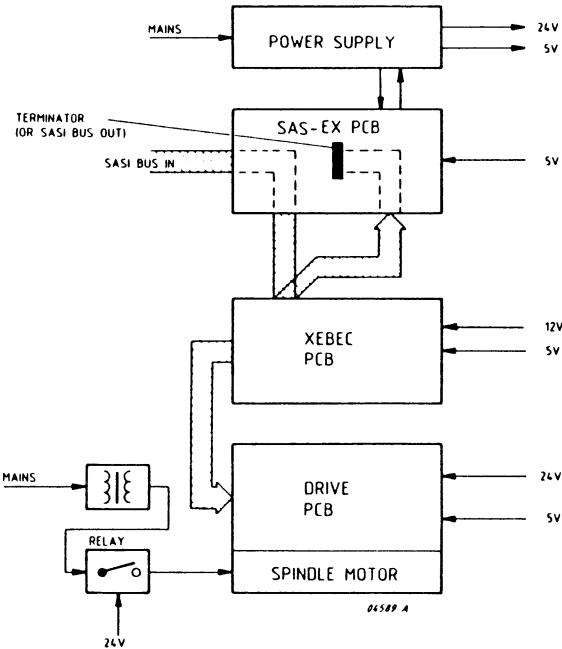 MAINS
POWER SUPPLY
24V
5V
TERMINATOR
(OR SASI BUS OUT)
SAS-EX PCB
SASI BUS IN
5V
XEBEC
PCB
12V
5V
MAINS
DRIVE
PCB
24V
5V
RELAY
SPINDLE MOTOR
04589 A
24V